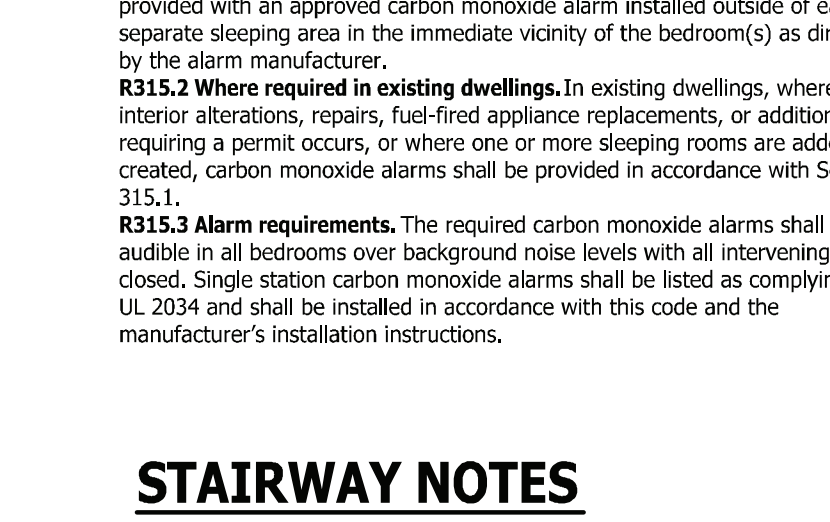 provided with an approved carbon monoxide alarm installed outside of
separate sleeping area in the immediate vicinity of the bedroom(s) as
by the alarm manufacturer.
R315.2 Where required in existing dwellings. In existing dwellings, where
interior alterations, repairs, fuel-fired appliance replacements, or
requiring a permit occurs, or where one or more sleeping rooms are
created, carbon monoxide alarms shall be provided in accordance with
315.1.
R315.3 Alarm requirements. The required carbon monoxide alarms shall
audible in all bedrooms over background noise levels with all intervening
closed. Single station carbon monoxide alarms shall be listed as
UL 2034 and shall be installed in accordance with this code and the
manufacturer's installation instructions.
STAIRWAY NOTES